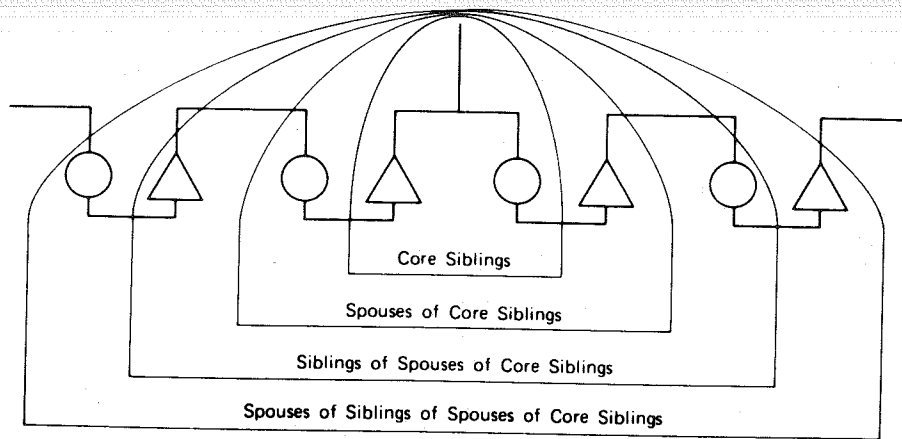 Core Siblings
Spouses of Core Siblings
Siblings of Spouses of Core Siblings
Spouses of Siblings of Spouses of Core Siblings